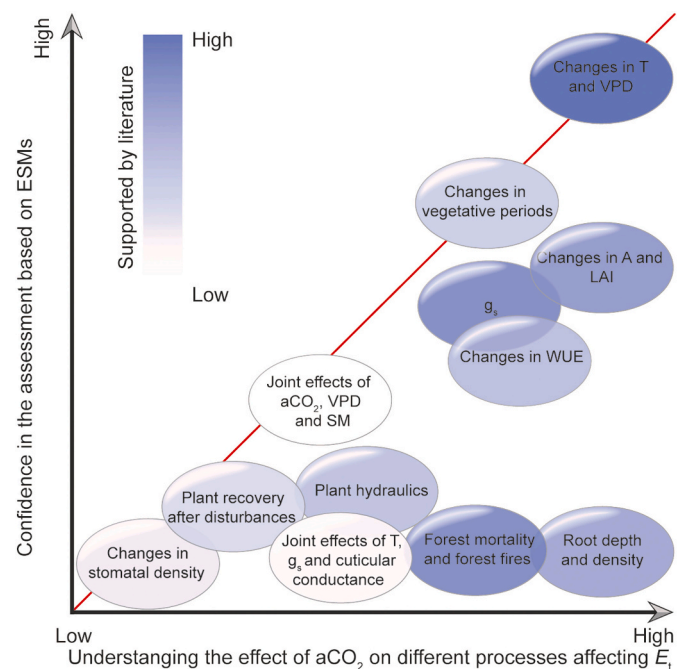 High
High
Supported by literature
Low
Confidence in the assessment based on ESMs
Changes in T
and VPD
Changes in
vegetative periods
Changes in A and
LAI
gₛ
Changes in WUE
Joint effects of
aCO₂, VPD
and SM
Plant recovery
after disturbances
Plant hydraulics
Changes in
stomatal density
Joint effects of T,
gₛ and cuticular
conductance
Forest mortality
and forest fires
Root depth
and density
Low
High
Understanging the effect of aCO₂ on different processes affecting Eₜ